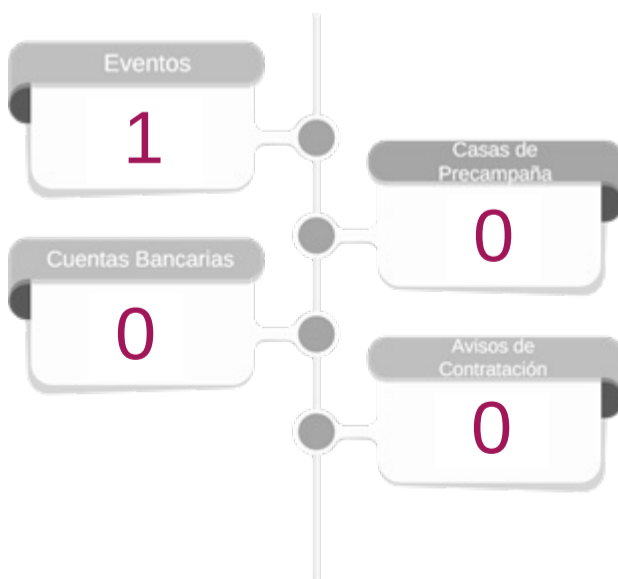 Eventos
1
Casas de
Precampaña
0
Cuentas Bancarias
0
Avisos de
Contratación
0